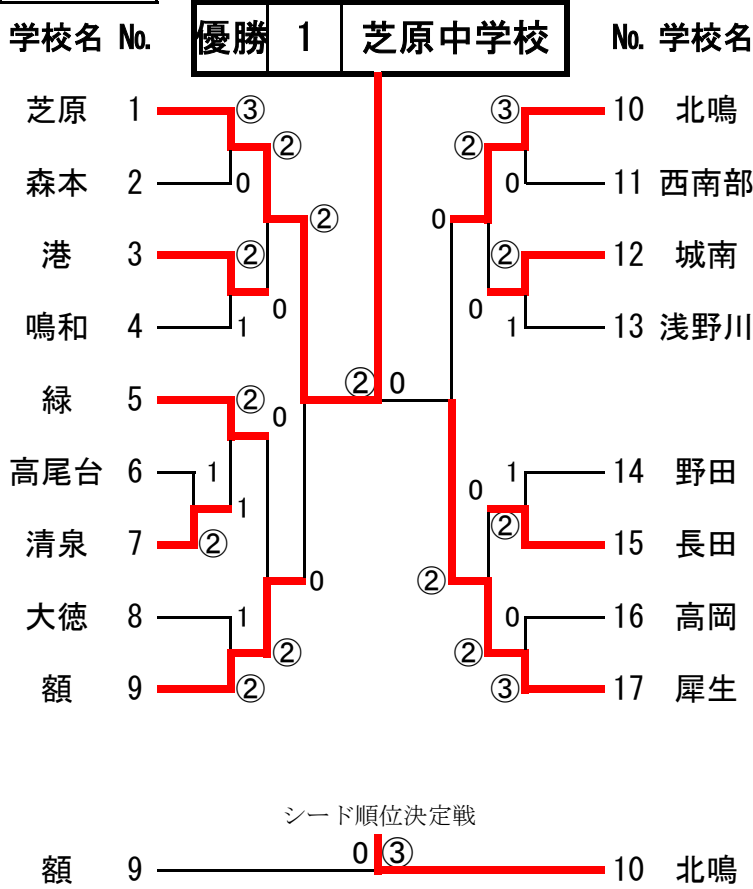 学校名 No. 優勝 1 芝原中学校 No. 学校名
芝原 1 ③ ③ 10 北鳴
② ②
森本 2 0 0 11 西南部
② 0
港 3 ② ② 12 城南
0 0
鳴和 4 1 1 13 浅野川
② 0
緑 5 ② 0
高尾台 6 1 1 14 野田
0
1 ②
清泉 7 ② 15 長田
0 ②
大徳 8 1 0 16 高岡
② ②
額 9 ② ③ 17 犀生
シード順位決定戦
0 ③
額 9 10 北鳴